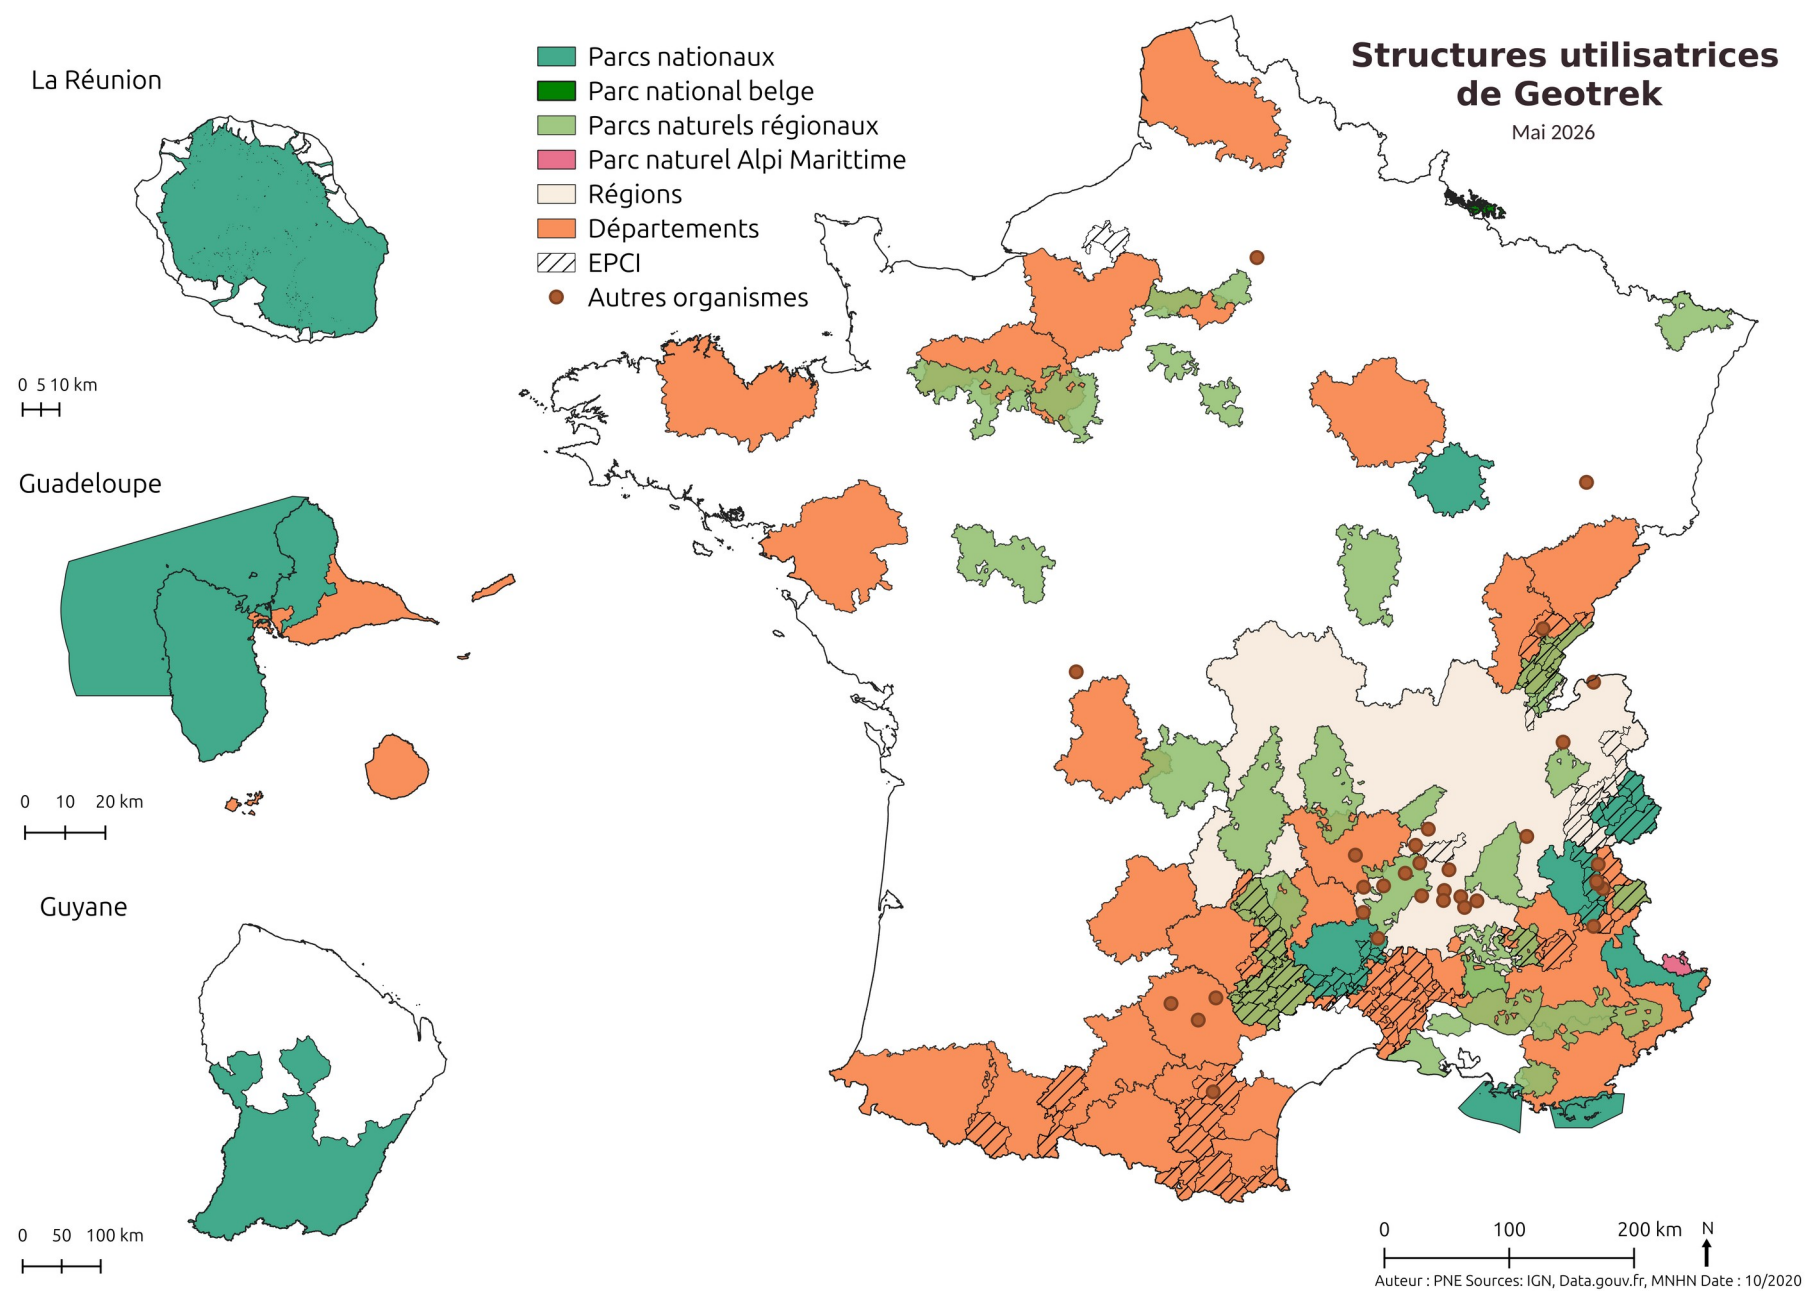 Structures utilisatrices
de Geotrek
Mai 2026
Parcs nationaux
Parc national belge
Parcs naturels régionaux
Parc naturel Alpi Marittime
Régions
Départements
EPCI
Autres organismes
La Réunion
0 5 10 km
Guadeloupe
0 10 20 km
Guyane
0 50 100 km
0 100 200 km N
Auteur : PNE Sources: IGN, Data.gouv.fr, MNHN Date : 10/2020